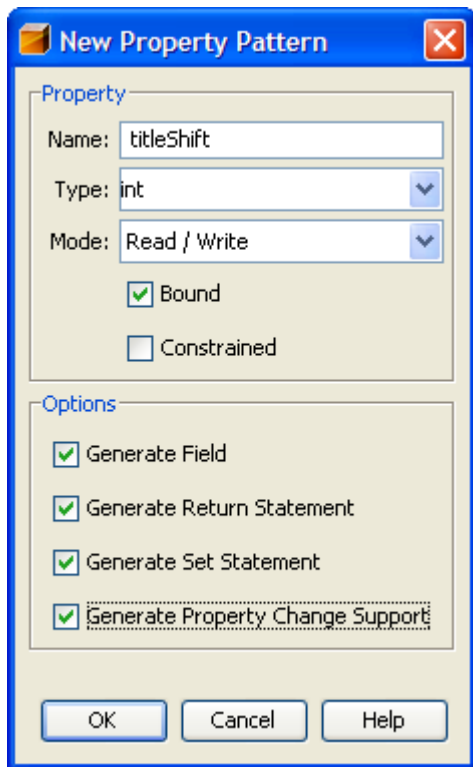 New Property Pattern
Property
Name: titleShift
Type: int
Mode: Read / Write
Bound
Constrained
Options
Generate Field
Generate Return Statement
Generate Set Statement
Generate Property Change Support
OK Cancel Help